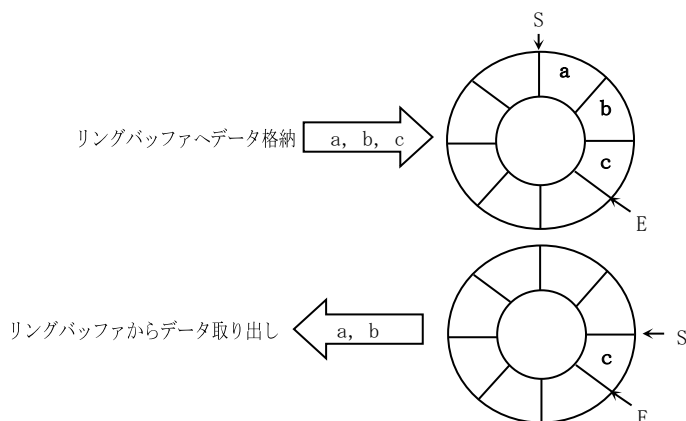 S
a
b
リングバッファへデータ格納
a, b, c
c
E
リングバッファからデータ取り出し
a, b
S
c
E